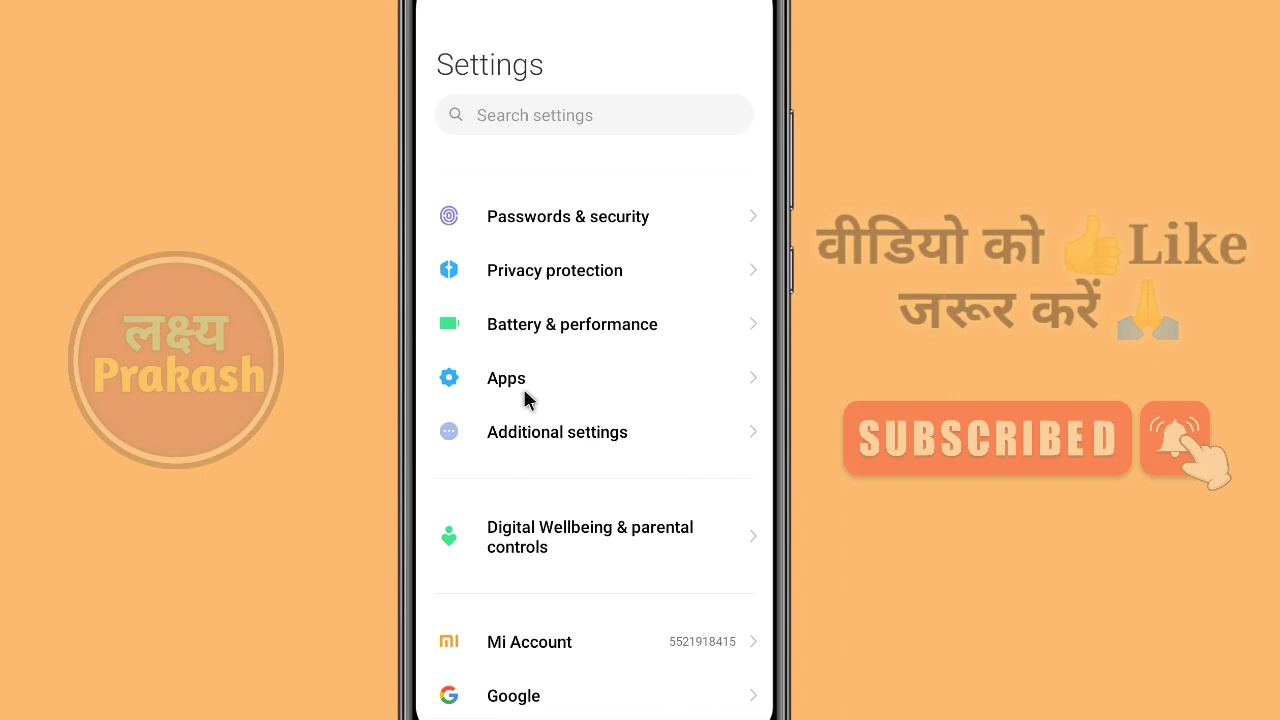 Settings
Search settings
Passwords & security
Privacy protection
Battery & performance
Apps
Additional settings
Digital Wellbeing & parental
controls
Mi Account 5521918415
Google
लक्ष्य
Prakash
वीडियो को 👍Like
जरूर करें 🙏
SUBSCRIBED